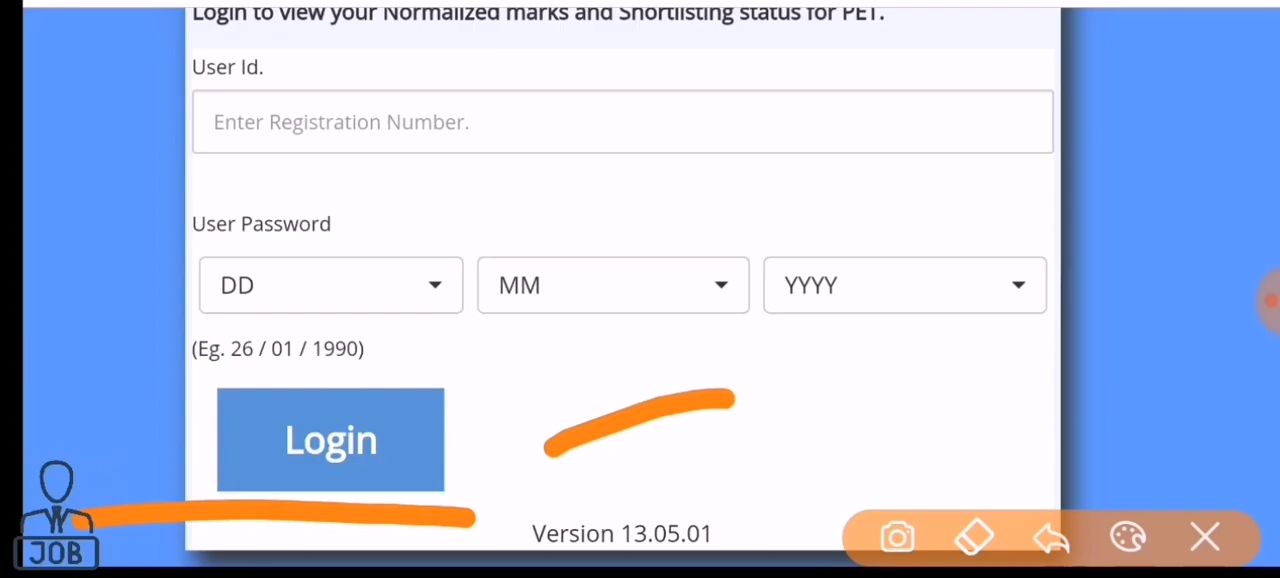 Login to view your Normalized marks and Shortlisting status for PET.
User Id.
Enter Registration Number.
User Password
DD MM YYYY
(Eg. 26 / 01 / 1990)
Login
Version 13.05.01
JOB